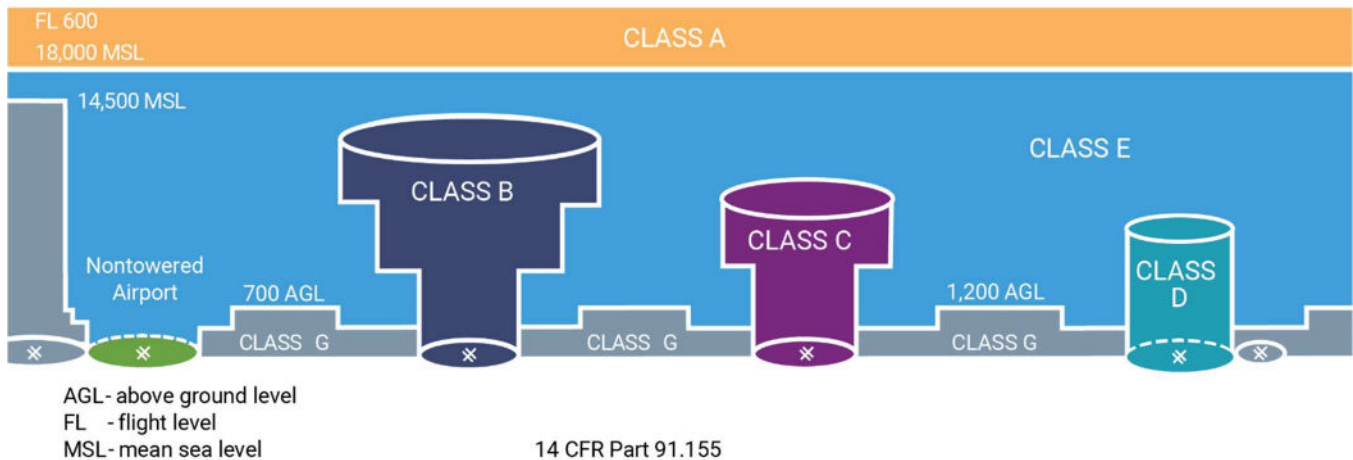 FL 600
18,000 MSL
CLASS A
14,500 MSL
CLASS E
CLASS B
CLASS C
Nontowered
Airport
CLASS
D
700 AGL
1,200 AGL
CLASS G
CLASS G
CLASS G
AGL- above ground level
FL - flight level
MSL- mean sea level
14 CFR Part 91.155